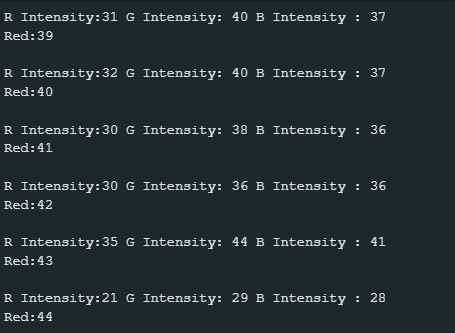 R Intensity:31 G Intensity: 40 B Intensity : 37
Red:39
R Intensity:32 G Intensity: 40 B Intensity : 37
Red:40
R Intensity:30 G Intensity: 38 B Intensity : 36
Red:41
R Intensity:30 G Intensity: 36 B Intensity : 36
Red:42
R Intensity:35 G Intensity: 44 B Intensity : 41
Red:43
R Intensity:21 G Intensity: 29 B Intensity : 28
Red:44